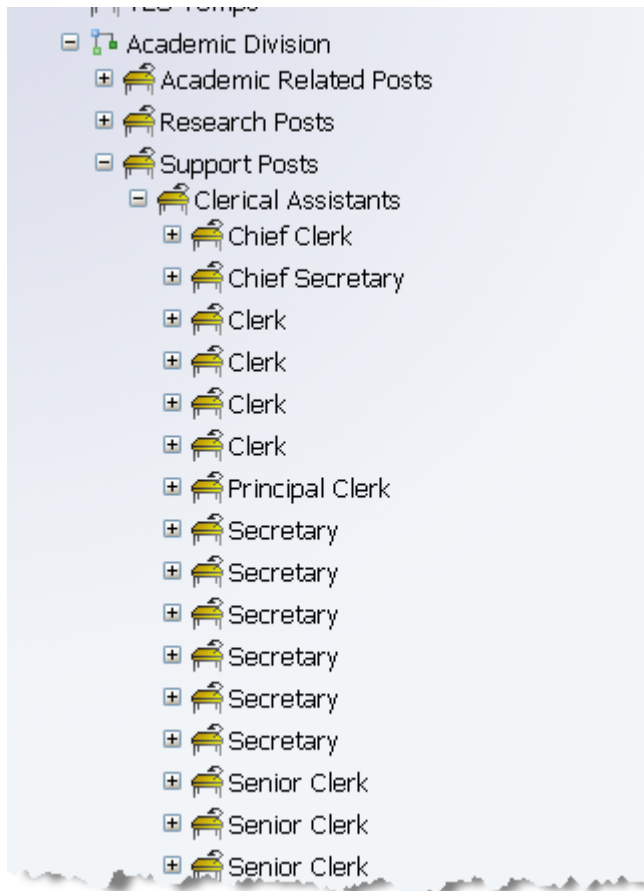 Academic Division
Academic Related Posts
Research Posts
Support Posts
Clerical Assistants
Chief Clerk
Chief Secretary
Clerk
Clerk
Clerk
Clerk
Principal Clerk
Secretary
Secretary
Secretary
Secretary
Secretary
Secretary
Senior Clerk
Senior Clerk
Senior Clerk